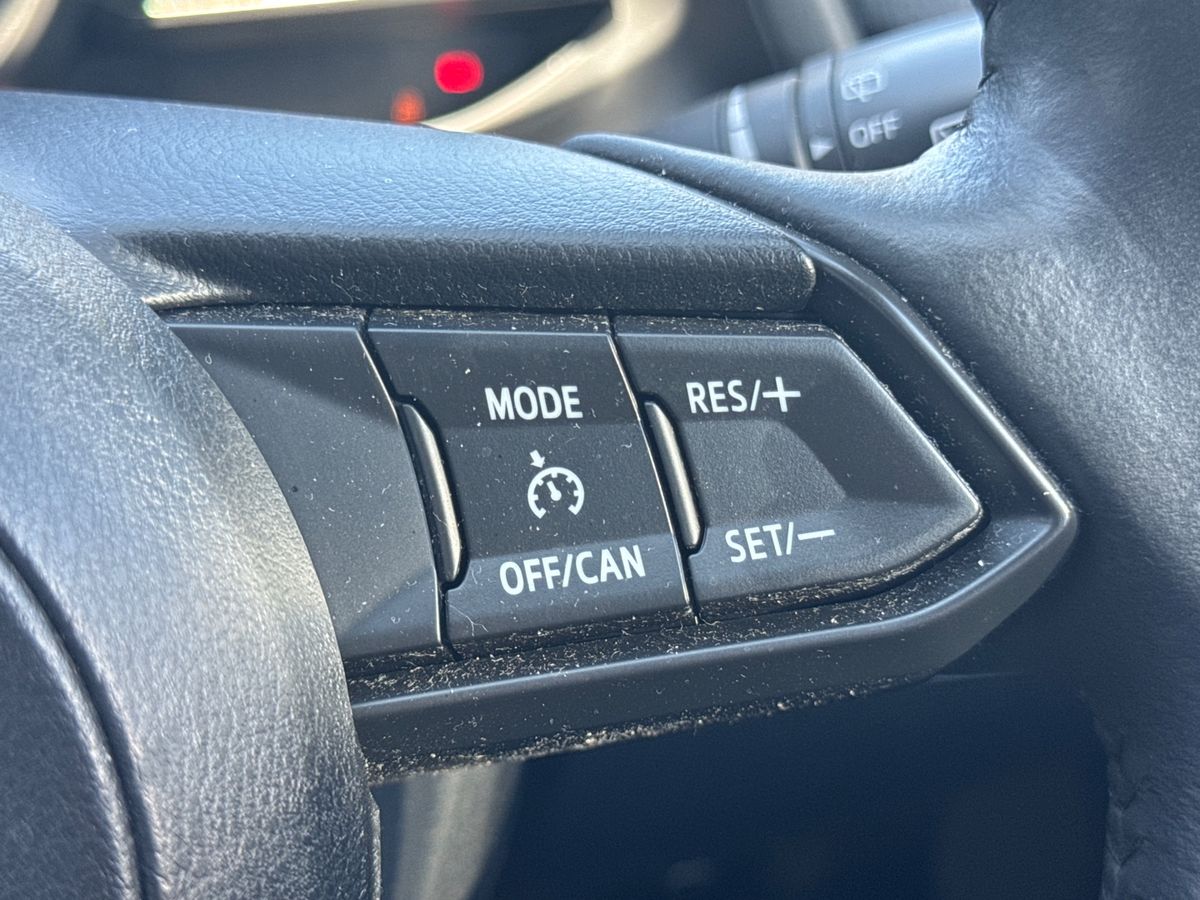 OFF
MODE
RES/+
OFF/CAN
SET/−